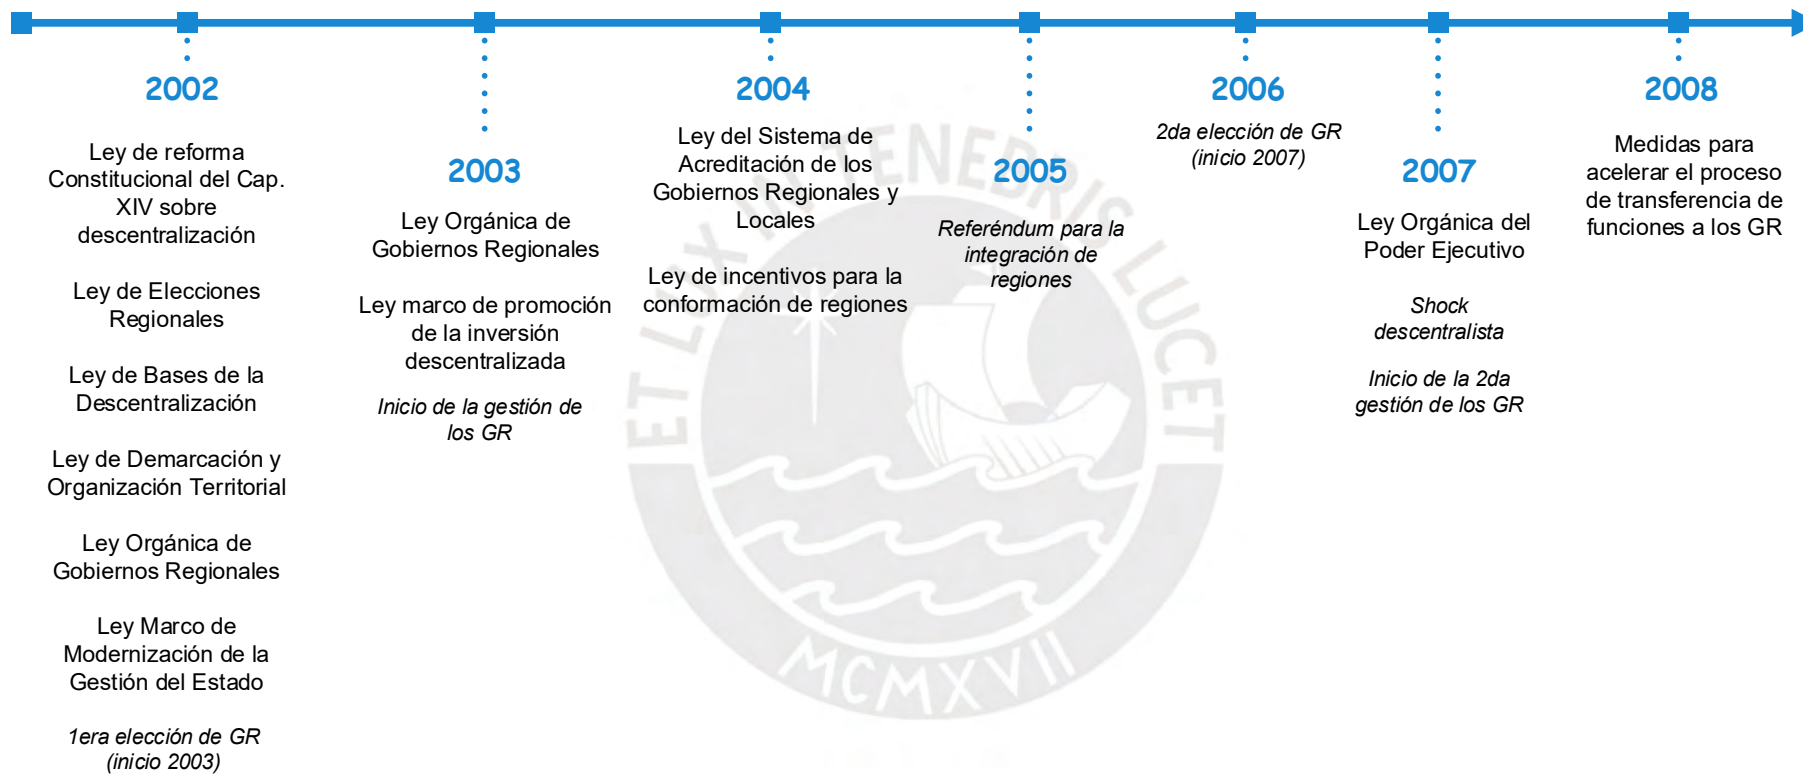 2002
Ley de reforma
Constitucional del Cap.
XIV sobre
descentralización
Ley de Elecciones
Regionales
Ley de Bases de la
Descentralización
Ley de Demarcación y
Organización Territorial
Ley Orgánica de
Gobiernos Regionales
Ley Marco de
Modernización de la
Gestión del Estado
1era elección de GR
(inicio 2003)
2003
Ley Orgánica de
Gobiernos Regionales
Ley marco de promoción
de la inversión
descentralizada
Inicio de la gestión de
los GR
2004
Ley del Sistema de
Acreditación de los
Gobiernos Regionales y
Locales
Ley de incentivos para la
conformación de regiones
2005
Referéndum para la
integración de
regiones
2006
2da elección de GR
(inicio 2007)
2007
Ley Orgánica del
Poder Ejecutivo
Shock
descentralista
Inicio de la 2da
gestión de los GR
2008
Medidas para
acelerar el proceso
de transferencia de
funciones a los GR
ET LUX IN TENEBRIS LUCET
MCMXVII